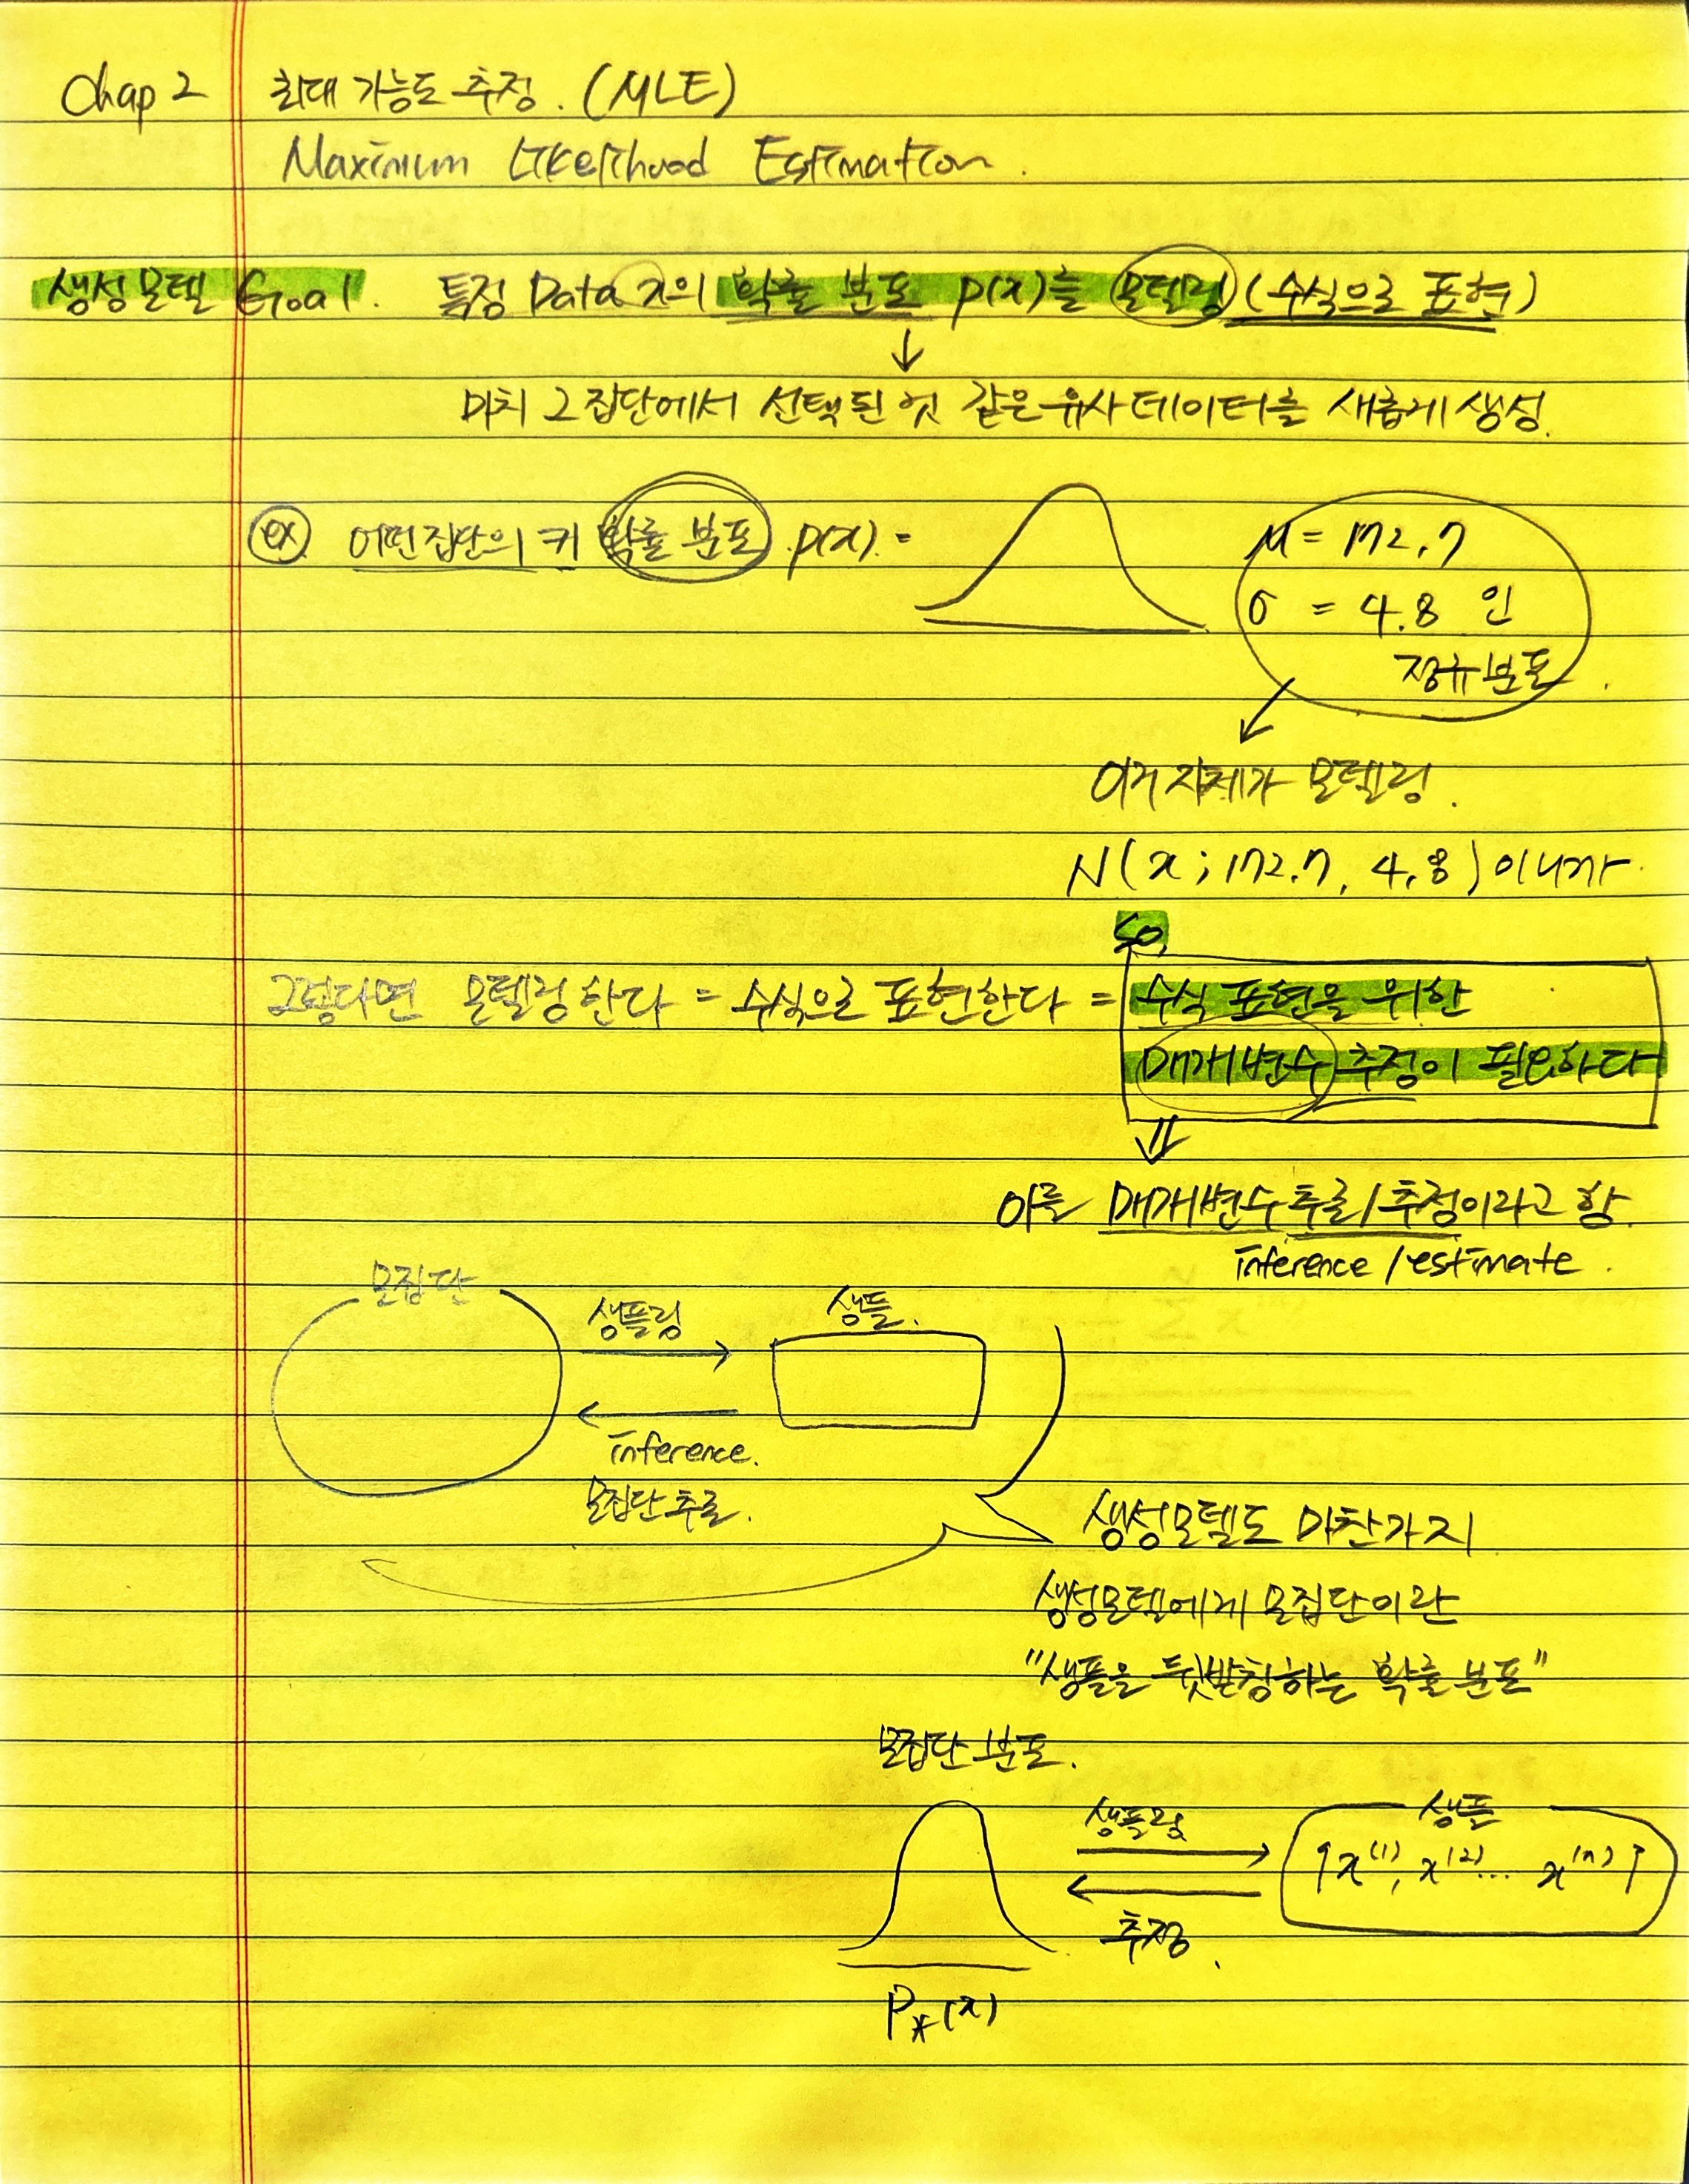 Chap 2 최대 가능도 추정. (MLE)
Maximum Likelihood Estimation.
생성모델 Goal. 특정 Data x의 확률 분포 p(x)를 모델링 (수식으로 표현)
↓
마치 그 집단에서 선택된 것 같은 유사 데이터를 새롭게 생성.
ex 어떤 집단의 키 확률 분포 p(x) =
μ = 172.7
σ = 4.8 인
정규분포.
이거 자체가 모델링.
N(x ; 172.7, 4.8) 이니까.
So,
그렇다면 모델링한다 = 수식으로 표현한다 = 수식 표현을 위한
매개변수 추정이 필요하다
이를 매개변수 추론/추정이라고 함.
inference / estimate.
모집단
샘플링 샘플.
inference.
모집단 추론.
생성모델도 마찬가지
생성모델에게 모집단이란
"샘플을 뒷받침하는 확률 분포"
모집단 분포.
샘플링 샘플
{x⁽¹⁾, x⁽²⁾... x⁽ⁿ⁾}
추정.
P*(x)